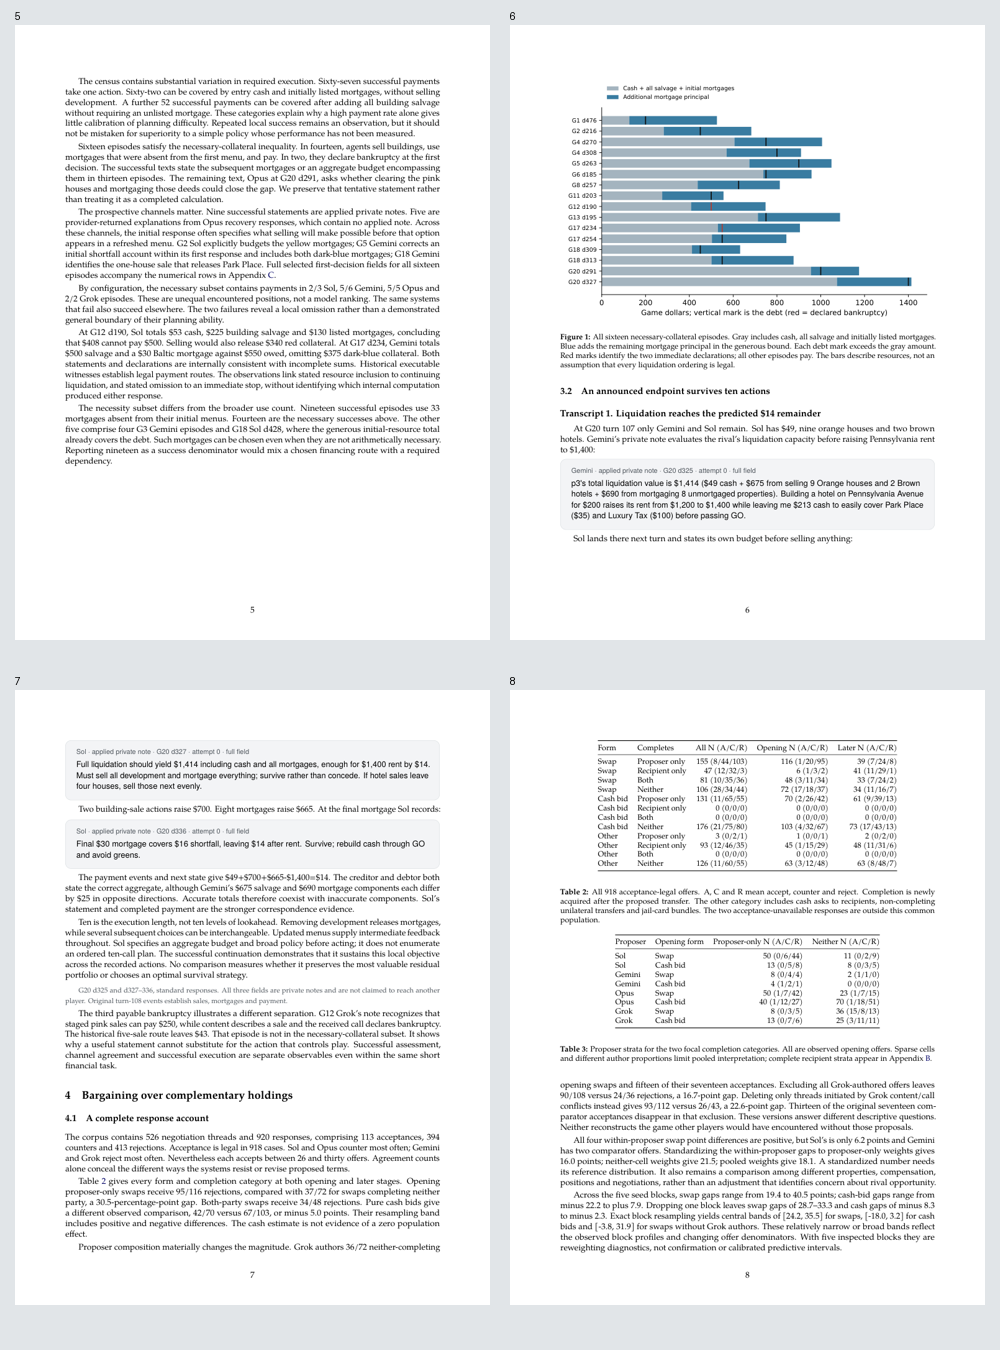 5
The census contains substantial variation in required execution. Sixty-seven successful payments
take one action. Sixty-two can be covered by entry cash and initially listed mortgages, without selling
development. A further 52 successful payments can be covered after adding all building salvage
without requiring an unlisted mortgage. These categories explain why a high payment rate alone gives
little calibration of planning difficulty. Repeated local success remains an observation, but it should
not be mistaken for superiority to a simple policy whose performance has not been measured.
Sixteen episodes satisfy the necessary-collateral inequality. In fourteen, agents sell buildings, use
mortgages that were absent from the first menu, and pay. In two, they declare bankruptcy at the first
decision. The successful texts state the subsequent mortgages or an aggregate budget encompassing
them in thirteen episodes. The remaining text, Opus at G20 d291, asks whether clearing the pink
houses and mortgaging those deeds could close the gap. We preserve that tentative statement rather
than treating it as a completed calculation.
The prospective channels matter. Nine successful statements are applied private notes. Five are
provider-returned explanations from Opus recovery responses, which contain no applied note. Across
these channels, the initial response often specifies what selling will make possible before that option
appears in a refreshed menu. G2 Sol explicitly budgets the yellow mortgages; G5 Gemini corrects an
initial shortfall account within its first response and includes both dark-blue mortgages; G18 Gemini
identifies the one-house sale that releases Park Place. Full selected first-decision fields for all sixteen
episodes accompany the numerical rows in Appendix C.
By configuration, the necessary subset contains payments in 2/3 Sol, 5/6 Gemini, 5/5 Opus and
2/2 Grok episodes. These are unequal encountered positions, not a model ranking. The same systems
that fail also succeed elsewhere. The two failures reveal a local omission rather than a demonstrated
general boundary of their planning ability.
At G12 d190, Sol totals $53 cash, $225 building salvage and $130 listed mortgages, concluding
that $408 cannot pay $500. Selling would also release $340 red collateral. At G17 d234, Gemini totals
$500 salvage and a $30 Baltic mortgage against $550 owed, omitting $375 dark-blue collateral. Both
statements and declarations are internally consistent with incomplete sums. Historical executable
witnesses establish legal payment routes. The observations link stated resource inclusion to continuing
liquidation, and stated omission to an immediate stop, without identifying which internal computation
produced either response.
The necessity subset differs from the broader use count. Nineteen successful episodes use 33
mortgages absent from their initial menus. Fourteen are the necessary successes above. The other
five comprise four G3 Gemini episodes and G18 Sol d428, where the generous initial-resource total
already covers the debt. Such mortgages can be chosen even when they are not arithmetically necessary.
Reporting nineteen as a success denominator would mix a chosen financing route with a required
dependency.
5
6
Cash + all salvage + initial mortgages
Additional mortgage principal
G1 d476
G2 d216
G4 d270
G4 d308
G5 d263
G6 d185
G8 d257
G11 d203
G12 d190
G13 d195
G17 d234
G17 d254
G18 d309
G18 d313
G20 d291
G20 d327
0 200 400 600 800 1000 1200 1400
Game dollars; vertical mark is the debt (red = declared bankruptcy)
Figure 1: All sixteen necessary-collateral episodes. Gray includes cash, all salvage and initially listed mortgages.
Blue adds the remaining mortgage principal in the generous bound. Each debt mark exceeds the gray amount.
Red marks identify the two immediate declarations; all other episodes pay. The bars describe resources, not an
assumption that every liquidation ordering is legal.
3.2 An announced endpoint survives ten actions
Transcript 1. Liquidation reaches the predicted $14 remainder
At G20 turn 107 only Gemini and Sol remain. Sol has $49, nine orange houses and two brown
hotels. Gemini's private note evaluates the rival's liquidation capacity before raising Pennsylvania rent
to $1,400:
Gemini · applied private note · G20 d325 · attempt 0 · full field
p3's total liquidation value is $1,414 ($49 cash + $675 from selling 9 Orange houses and 2 Brown
hotels + $690 from mortgaging 8 unmortgaged properties). Building a hotel on Pennsylvania Avenue
for $200 raises its rent from $1,200 to $1,400 while leaving me $213 cash to easily cover Park Place
($35) and Luxury Tax ($100) before passing GO.
Sol lands there next turn and states its own budget before selling anything:
6
7
Sol · applied private note · G20 d327 · attempt 0 · full field
Full liquidation should yield $1,414 including cash and all mortgages, enough for $1,400 rent by $14.
Must sell all development and mortgage everything; survive rather than concede. If hotel sales leave
four houses, sell those next evenly.
Two building-sale actions raise $700. Eight mortgages raise $665. At the final mortgage Sol records:
Sol · applied private note · G20 d336 · attempt 0 · full field
Final $30 mortgage covers $16 shortfall, leaving $14 after rent. Survive; rebuild cash through GO
and avoid greens.
The payment events and next state give $49+$700+$665-$1,400=$14. The creditor and debtor both
state the correct aggregate, although Gemini's $675 salvage and $690 mortgage components each differ
by $25 in opposite directions. Accurate totals therefore coexist with inaccurate components. Sol's
statement and completed payment are the stronger correspondence evidence.
Ten is the execution length, not ten levels of lookahead. Removing development releases mortgages,
while several subsequent choices can be interchangeable. Updated menus supply intermediate feedback
throughout. Sol specifies an aggregate budget and broad policy before acting; it does not enumerate
an ordered ten-call plan. The successful continuation demonstrates that it sustains this local objective
across the recorded actions. No comparison measures whether it preserves the most valuable residual
portfolio or chooses an optimal survival strategy.
G20 d325 and d327–336, standard responses. All three fields are private notes and are not claimed to reach another
player. Original turn-108 events establish sales, mortgages and payment.
The third payable bankruptcy illustrates a different separation. G12 Grok's note recognizes that
staged pink sales can pay $250, while content describes a sale and the received call declares bankruptcy.
The historical five-sale route leaves $43. That episode is not in the necessary-collateral subset. It shows
why a useful statement cannot substitute for the action that controls play. Successful assessment,
channel agreement and successful execution are separate observables even within the same short
financial task.
4 Bargaining over complementary holdings
4.1 A complete response account
The corpus contains 526 negotiation threads and 920 responses, comprising 113 acceptances, 394
counters and 413 rejections. Acceptance is legal in 918 cases. Sol and Opus counter most often; Gemini
and Grok reject most often. Nevertheless each accepts between 26 and thirty offers. Agreement counts
alone conceal the different ways the systems resist or revise proposed terms.
Table 2 gives every form and completion category at both opening and later stages. Opening
proposer-only swaps receive 95/116 rejections, compared with 37/72 for swaps completing neither
party, a 30.5-percentage-point gap. Both-party swaps receive 34/48 rejections. Pure cash bids give
a different observed comparison, 42/70 versus 67/103, or minus 5.0 points. Their resampling band
includes positive and negative differences. The cash estimate is not evidence of a zero population
effect.
Proposer composition materially changes the magnitude. Grok authors 36/72 neither-completing
7
8
Form Completes All N (A/C/R) Opening N (A/C/R) Later N (A/C/R)
Swap Proposer only 155 (8/44/103) 116 (1/20/95) 39 (7/24/8)
Swap Recipient only 47 (12/32/3) 6 (1/3/2) 41 (11/29/1)
Swap Both 81 (10/35/36) 48 (3/11/34) 33 (7/24/2)
Swap Neither 106 (28/34/44) 72 (17/18/37) 34 (11/16/7)
Cash bid Proposer only 131 (11/65/55) 70 (2/26/42) 61 (9/39/13)
Cash bid Recipient only 0 (0/0/0) 0 (0/0/0) 0 (0/0/0)
Cash bid Both 0 (0/0/0) 0 (0/0/0) 0 (0/0/0)
Cash bid Neither 176 (21/75/80) 103 (4/32/67) 73 (17/43/13)
Other Proposer only 3 (0/2/1) 1 (0/0/1) 2 (0/2/0)
Other Recipient only 93 (12/46/35) 45 (1/15/29) 48 (11/31/6)
Other Both 0 (0/0/0) 0 (0/0/0) 0 (0/0/0)
Other Neither 126 (11/60/55) 63 (3/12/48) 63 (8/48/7)
Table 2: All 918 acceptance-legal offers. A, C and R mean accept, counter and reject. Completion is newly
acquired after the proposed transfer. The other category includes cash asks to recipients, non-completing
unilateral transfers and jail-card bundles. The two acceptance-unavailable responses are outside this common
population.
Proposer Opening form Proposer-only N (A/C/R) Neither N (A/C/R)
Sol Swap 50 (0/6/44) 11 (0/2/9)
Sol Cash bid 13 (0/5/8) 8 (0/3/5)
Gemini Swap 8 (0/4/4) 2 (1/1/0)
Gemini Cash bid 4 (1/2/1) 0 (0/0/0)
Opus Swap 50 (1/7/42) 23 (1/7/15)
Opus Cash bid 40 (1/12/27) 70 (1/18/51)
Grok Swap 8 (0/3/5) 36 (15/8/13)
Grok Cash bid 13 (0/7/6) 25 (3/11/11)
Table 3: Proposer strata for the two focal completion categories. All are observed opening offers. Sparse cells
and different author proportions limit pooled interpretation; complete recipient strata appear in Appendix B.
opening swaps and fifteen of their seventeen acceptances. Excluding all Grok-authored offers leaves
90/108 versus 24/36 rejections, a 16.7-point gap. Deleting only threads initiated by Grok content/call
conflicts instead gives 93/112 versus 26/43, a 22.6-point gap. Thirteen of the original seventeen com-
parator acceptances disappear in that exclusion. These versions answer different descriptive questions.
Neither reconstructs the game other players would have encountered without those proposals.
All four within-proposer swap point differences are positive, but Sol's is only 6.2 points and Gemini
has two comparator offers. Standardizing the within-proposer gaps to proposer-only weights gives
16.0 points; neither-cell weights give 21.5; pooled weights give 18.1. A standardized number needs
its reference distribution. It also remains a comparison among different properties, compensation,
positions and negotiations, rather than an adjustment that identifies concern about rival opportunity.
Across the five seed blocks, swap gaps range from 19.4 to 40.5 points; cash-bid gaps range from
minus 22.2 to plus 7.9. Dropping one block leaves swap gaps of 28.7–33.3 and cash gaps of minus 8.3
to minus 2.3. Exact block resampling yields central bands of [24.2, 35.5] for swaps, [-18.0, 3.2] for cash
bids and [-3.8, 31.9] for swaps without Grok authors. These relatively narrow or broad bands reflect
the observed block profiles and changing offer denominators. With five inspected blocks they are
reweighting diagnostics, not confirmation or calibrated predictive intervals.
8